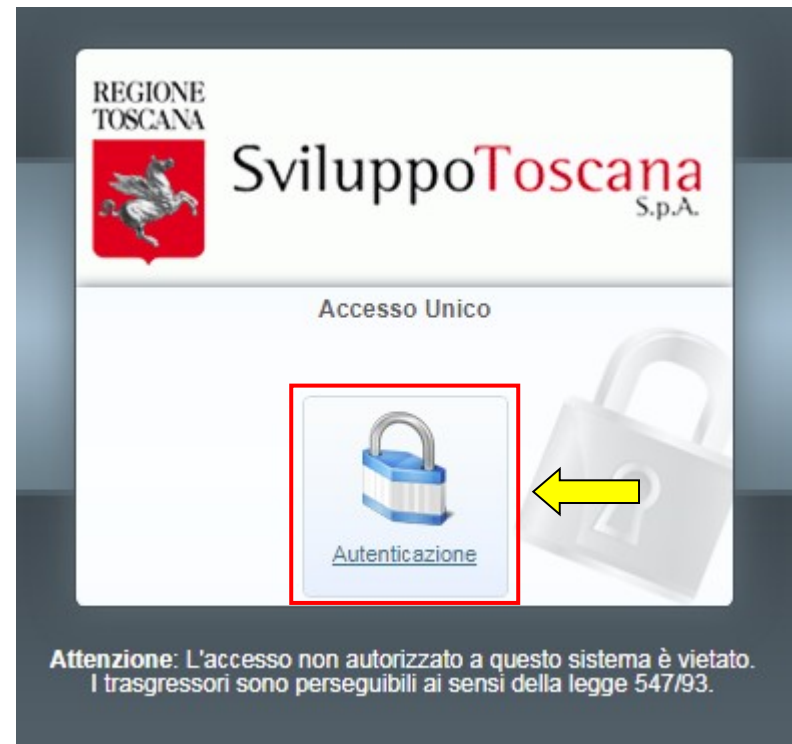 REGIONE
TOSCANA
SviluppoToscana
S.p.A.
Accesso Unico
Autenticazione
Attenzione: L'accesso non autorizzato a questo sistema è vietato.
I trasgressori sono perseguibili ai sensi della legge 547/93.